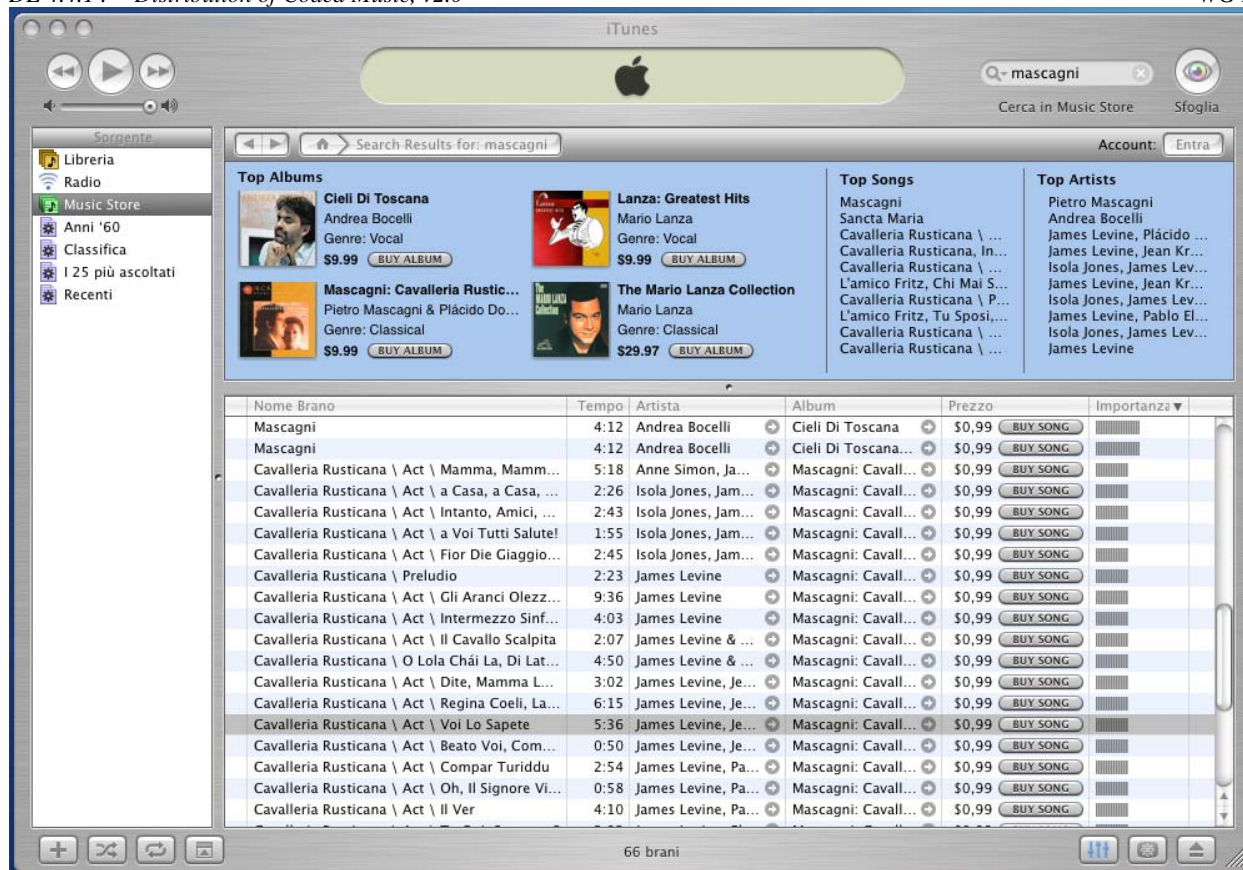 DE 4.4.1 : Distribution of Coded Music, v2.0 WG4
iTunes
mascagni
Cerca in Music Store Sfoglia
Sorgente
Libreria
Radio
Music Store
Anni '60
Classifica
I 25 più ascoltati
Recenti
Search Results for: mascagni
Account: Entra
Top Albums
Cieli Di Toscana
Andrea Bocelli
Genre: Vocal
$9.99 BUY ALBUM
Lanza: Greatest Hits
Mario Lanza
Genre: Vocal
$9.99 BUY ALBUM
Mascagni: Cavalleria Rustic...
Pietro Mascagni & Plácido Do...
Genre: Classical
$9.99 BUY ALBUM
The Mario Lanza Collection
Mario Lanza
Genre: Classical
$29.97 BUY ALBUM
Top Songs
Mascagni
Sancta Maria
Cavalleria Rusticana \ ...
Cavalleria Rusticana, In...
Cavalleria Rusticana \ ...
L'amico Fritz, Chi Mai S...
Cavalleria Rusticana \ P...
L'amico Fritz, Tu Sposi,...
Cavalleria Rusticana \ ...
Cavalleria Rusticana \ ...
Top Artists
Pietro Mascagni
Andrea Bocelli
James Levine, Plácido ...
James Levine, Jean Kr...
Isola Jones, James Lev...
James Levine, Jean Kr...
Isola Jones, James Lev...
James Levine, Pablo El...
Isola Jones, James Lev...
James Levine
Nome Brano Tempo Artista Album Prezzo Importanza
Mascagni 4:12 Andrea Bocelli Cieli Di Toscana $0,99 BUY SONG
Mascagni 4:12 Andrea Bocelli Cieli Di Toscana... $0,99 BUY SONG
Cavalleria Rusticana \ Act \ Mamma, Mamm... 5:18 Anne Simon, Ja... Mascagni: Cavall... $0,99 BUY SONG
Cavalleria Rusticana \ Act \ a Casa, a Casa, ... 2:26 Isola Jones, Jam... Mascagni: Cavall... $0,99 BUY SONG
Cavalleria Rusticana \ Act \ Intanto, Amici, ... 2:43 Isola Jones, Jam... Mascagni: Cavall... $0,99 BUY SONG
Cavalleria Rusticana \ Act \ a Voi Tutti Salute! 1:55 Isola Jones, Jam... Mascagni: Cavall... $0,99 BUY SONG
Cavalleria Rusticana \ Act \ Fior Die Giaggio... 2:45 Isola Jones, Jam... Mascagni: Cavall... $0,99 BUY SONG
Cavalleria Rusticana \ Preludio 2:23 James Levine Mascagni: Cavall... $0,99 BUY SONG
Cavalleria Rusticana \ Act \ Gli Aranci Olezz... 9:36 James Levine Mascagni: Cavall... $0,99 BUY SONG
Cavalleria Rusticana \ Act \ Intermezzo Sinf... 4:03 James Levine Mascagni: Cavall... $0,99 BUY SONG
Cavalleria Rusticana \ Act \ Il Cavallo Scalpita 2:07 James Levine & ... Mascagni: Cavall... $0,99 BUY SONG
Cavalleria Rusticana \ O Lola Chái La, Di Lat... 4:50 James Levine & ... Mascagni: Cavall... $0,99 BUY SONG
Cavalleria Rusticana \ Act \ Dite, Mamma L... 3:02 James Levine, Je... Mascagni: Cavall... $0,99 BUY SONG
Cavalleria Rusticana \ Act \ Regina Coeli, La... 6:15 James Levine, Je... Mascagni: Cavall... $0,99 BUY SONG
Cavalleria Rusticana \ Act \ Voi Lo Sapete 5:36 James Levine, Je... Mascagni: Cavall... $0,99 BUY SONG
Cavalleria Rusticana \ Act \ Beato Voi, Com... 0:50 James Levine, Je... Mascagni: Cavall... $0,99 BUY SONG
Cavalleria Rusticana \ Act \ Compar Turiddu 2:54 James Levine, Pa... Mascagni: Cavall... $0,99 BUY SONG
Cavalleria Rusticana \ Act \ Oh, Il Signore Vi... 0:58 James Levine, Pa... Mascagni: Cavall... $0,99 BUY SONG
Cavalleria Rusticana \ Act \ Il Ver 4:10 James Levine, Pa... Mascagni: Cavall... $0,99 BUY SONG
66 brani